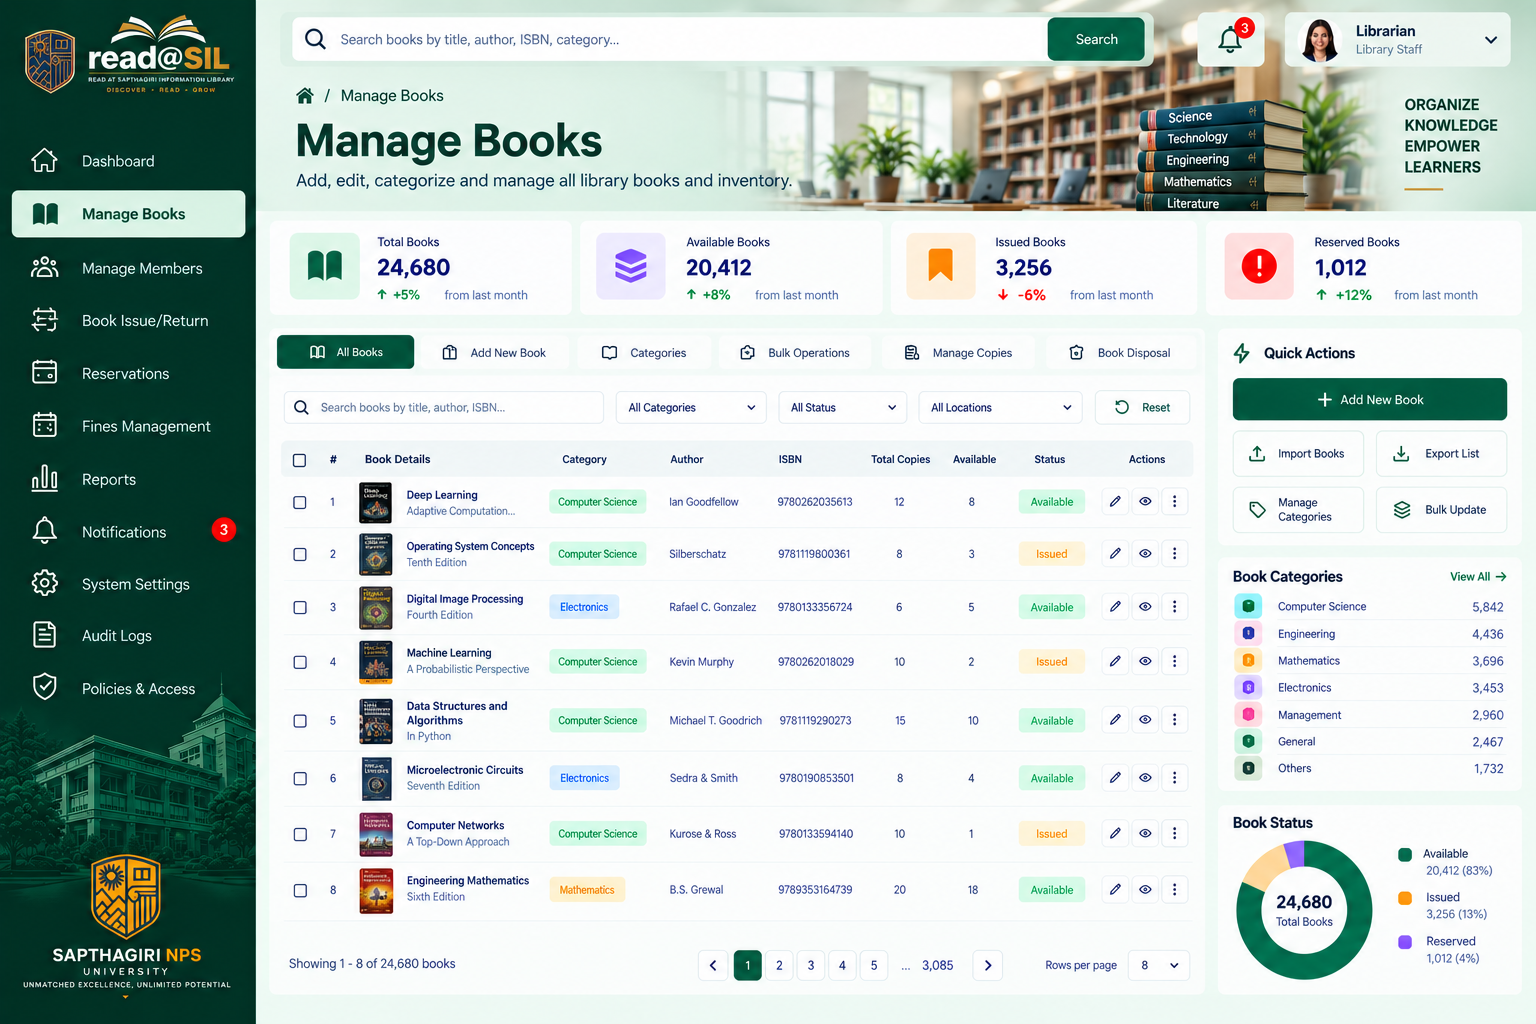 read@SIL
READ AT SAPTHAGIRI INFORMATION LIBRARY
DISCOVER • READ • GROW
Dashboard
Manage Books
Manage Members
Book Issue/Return
Reservations
Fines Management
Reports
Notifications 3
System Settings
Audit Logs
Policies & Access
SAPTHAGIRI NPS
UNIVERSITY
UNMATCHED EXCELLENCE, UNLIMITED POTENTIAL
Search books by title, author, ISBN, category...
Search
3
Librarian
Library Staff
/ Manage Books
Manage Books
Add, edit, categorize and manage all library books and inventory.
Science
Technology
Engineering
Mathematics
Literature
ORGANIZE
KNOWLEDGE
EMPOWER
LEARNERS
Total Books
24,680
↑ +5% from last month
Available Books
20,412
↑ +8% from last month
Issued Books
3,256
↓ -6% from last month
Reserved Books
1,012
↑ +12% from last month
All Books
Add New Book
Categories
Bulk Operations
Manage Copies
Book Disposal
Search books by title, author, ISBN...
All Categories
All Status
All Locations
Reset
# Book Details Category Author ISBN Total Copies Available Status Actions
1 Deep Learning Computer Science Ian Goodfellow 9780262035613 12 8 Available
Adaptive Computation...
2 Operating System Concepts Computer Science Silberschatz 9781119800361 8 3 Issued
Tenth Edition
3 Digital Image Processing Electronics Rafael C. Gonzalez 9780133356724 6 5 Available
Fourth Edition
4 Machine Learning Computer Science Kevin Murphy 9780262018029 10 2 Issued
A Probabilistic Perspective
5 Data Structures and Algorithms Computer Science Michael T. Goodrich 9781119290273 15 10 Available
In Python
6 Microelectronic Circuits Electronics Sedra & Smith 9780190853501 8 4 Available
Seventh Edition
7 Computer Networks Computer Science Kurose & Ross 9780133594140 10 1 Issued
A Top-Down Approach
8 Engineering Mathematics Mathematics B.S. Grewal 9789353164739 20 18 Available
Sixth Edition
Showing 1 - 8 of 24,680 books
1 2 3 4 5 ... 3,085
Rows per page 8
Quick Actions
+ Add New Book
Import Books
Export List
Manage Categories
Bulk Update
Book Categories
View All →
Computer Science 5,842
Engineering 4,436
Mathematics 3,696
Electronics 3,453
Management 2,960
General 2,467
Others 1,732
Book Status
24,680
Total Books
Available
20,412 (83%)
Issued
3,256 (13%)
Reserved
1,012 (4%)